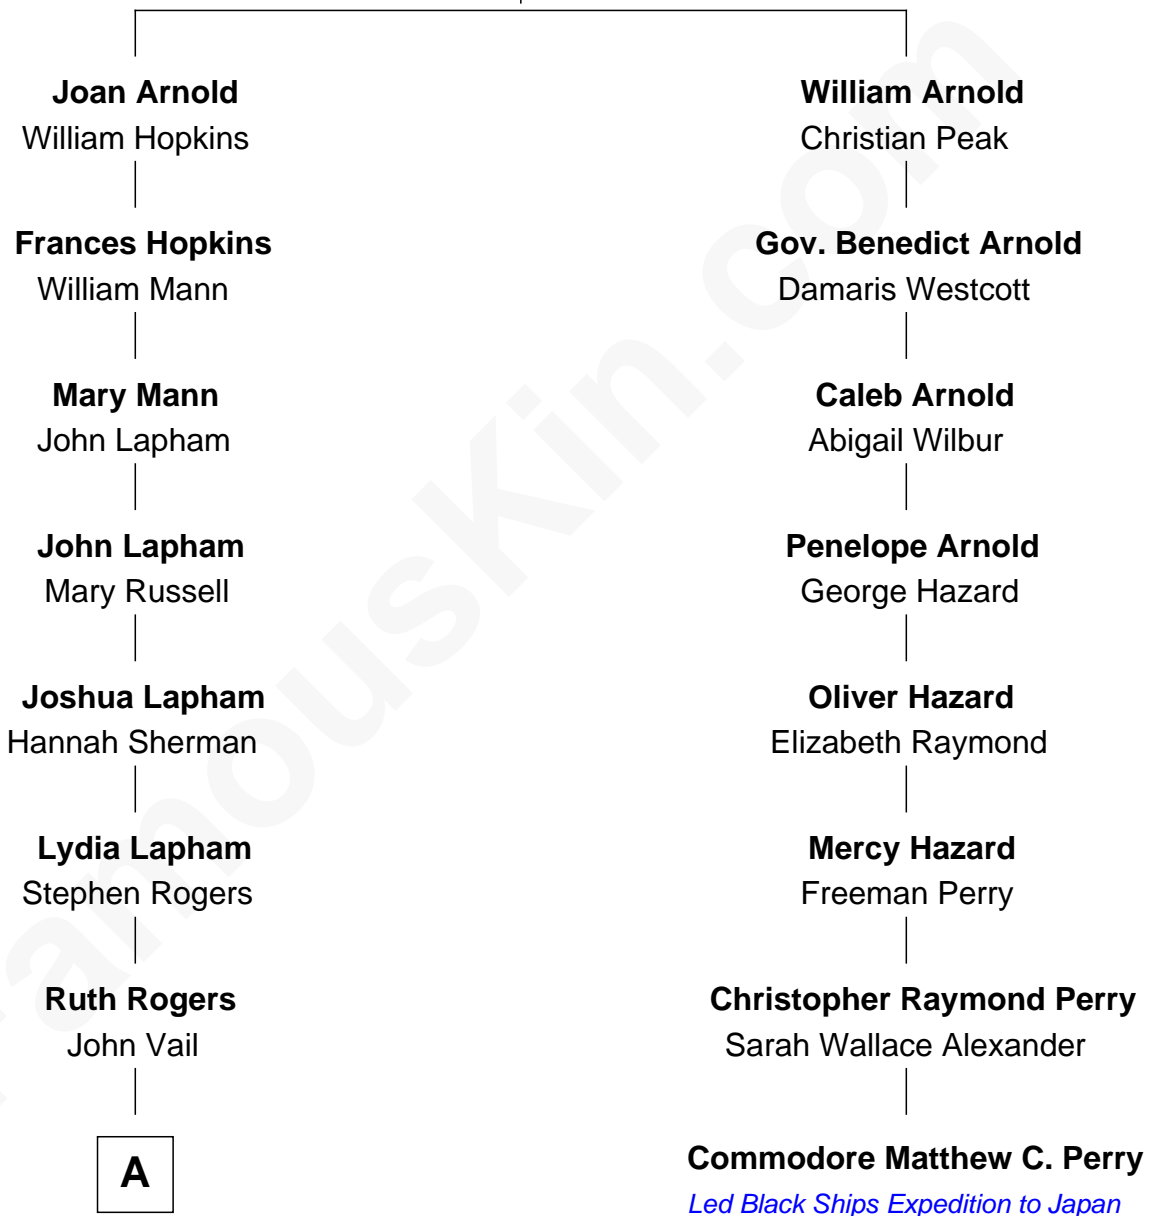 Joan Arnold
William Hopkins
William Arnold
Christian Peak
Frances Hopkins
William Mann
Gov. Benedict Arnold
Damaris Westcott
Mary Mann
John Lapham
Caleb Arnold
Abigail Wilbur
John Lapham
Mary Russell
Penelope Arnold
George Hazard
Joshua Lapham
Hannah Sherman
Oliver Hazard
Elizabeth Raymond
Lydia Lapham
Stephen Rogers
Mercy Hazard
Freeman Perry
Ruth Rogers
John Vail
Christopher Raymond Perry
Sarah Wallace Alexander
A
Commodore Matthew C. Perry
Led Black Ships Expedition to Japan
FamousKin.com